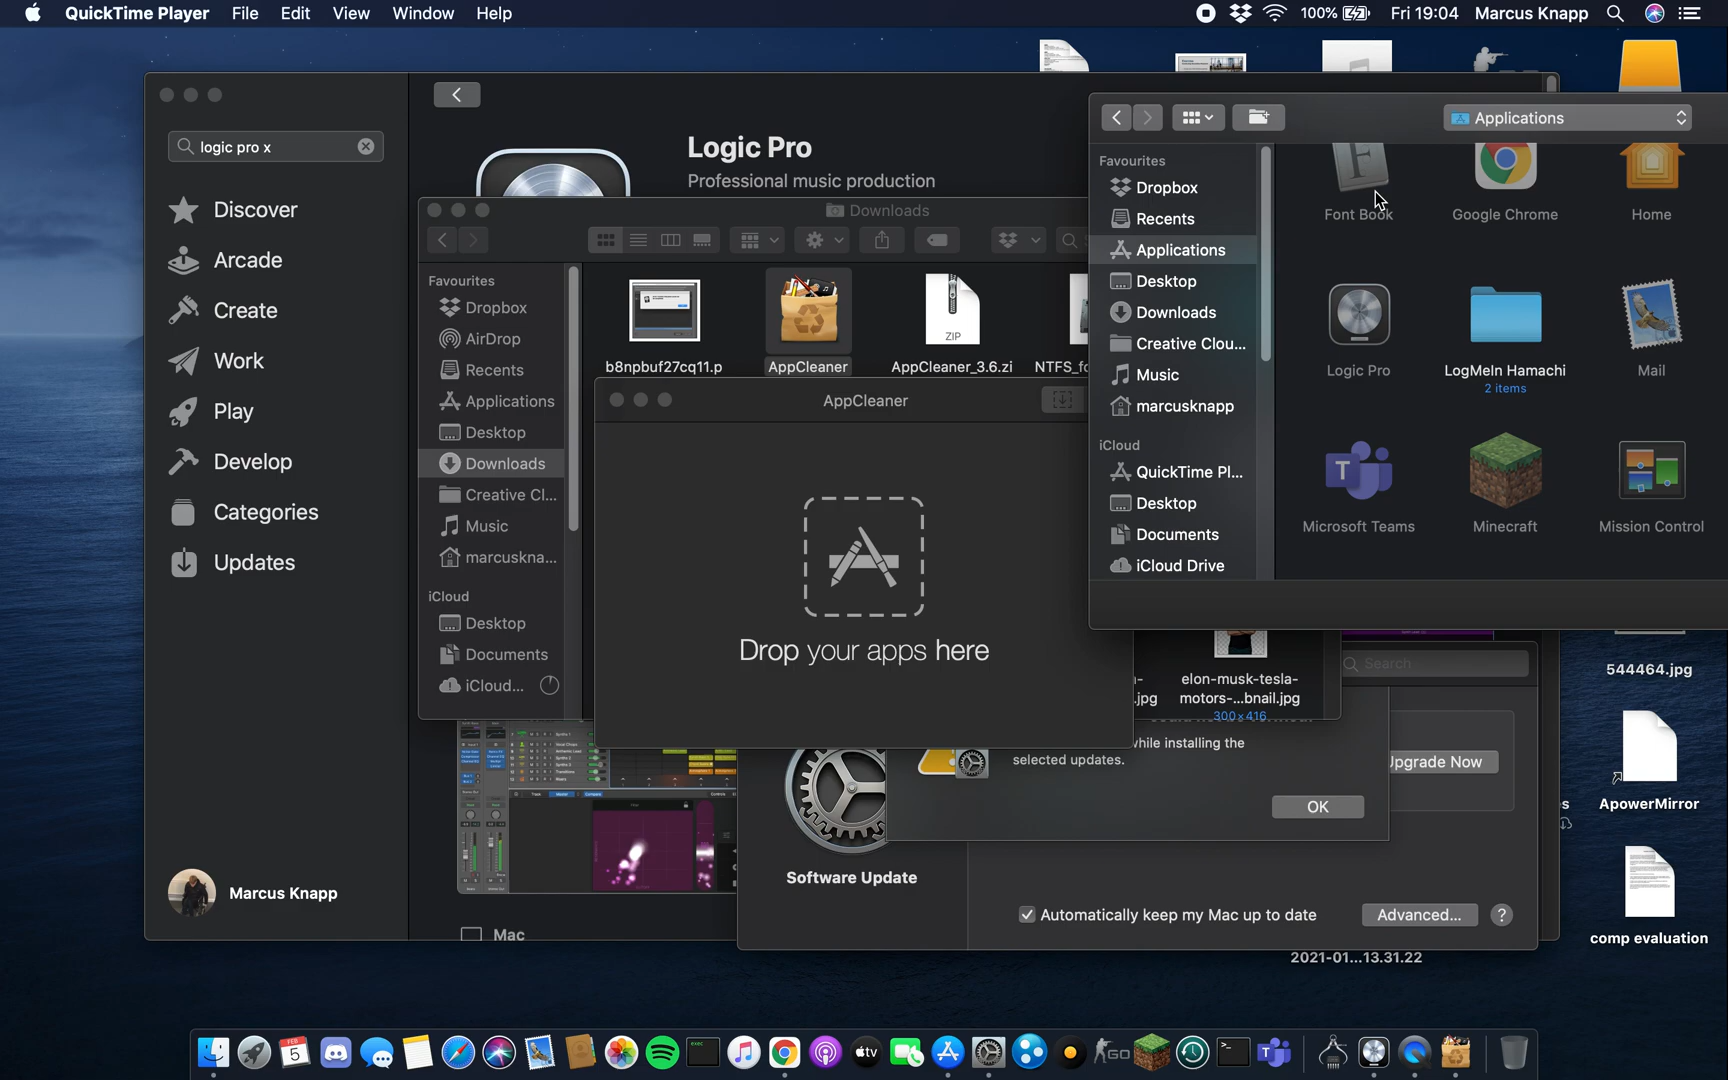 QuickTime Player File Edit View Window Help
100% Fri 19:04 Marcus Knapp
logic pro x
Discover
Arcade
Create
Work
Play
Develop
Categories
Updates
Marcus Knapp
Logic Pro
Professional music production
Mac
Downloads
Favourites
Dropbox
AirDrop
Recents
Applications
Desktop
Downloads
Creative Cl...
Music
marcuskna...
iCloud
Desktop
Documents
iCloud...
b8npbuf27cq11.p
AppCleaner
ZIP
AppCleaner_3.6.zi
NTFS_fo
elon-musk-tesla-
motors-...bnail.jpg
300×416
.jpg
AppCleaner
Drop your apps here
Applications
Favourites
Dropbox
Recents
Applications
Desktop
Downloads
Creative Clou...
Music
marcusknapp
iCloud
QuickTime Pl...
Desktop
Documents
iCloud Drive
Font Book
Google Chrome
Home
Logic Pro
LogMeIn Hamachi
2 items
Mail
Microsoft Teams
Minecraft
Mission Control
Search
while installing the
selected updates.
OK
Upgrade Now
Software Update
Automatically keep my Mac up to date
Advanced...
?
544464.jpg
ApowerMirror
comp evaluation
2021-01...13.31.22
FEB
5
exec
tv
GO